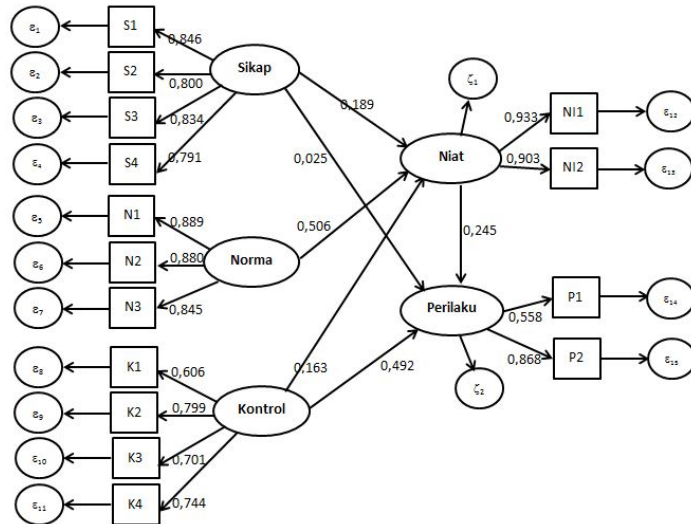 ε₁ S1 0,846
ε₂ S2 0,800
ε₃ S3 0,834
ε₄ S4 0,791
Sikap
ε₅ N1 0,889
ε₆ N2 0,880
ε₇ N3 0,845
Norma
ε₈ K1 0,606
ε₉ K2 0,799
ε₁₀ K3 0,701
ε₁₁ K4 0,744
Kontrol
0,189
0,025
0,506
0,163
0,492
ζ₁
Niat
0,933 NI1 ε₁₂
0,903 NI2 ε₁₃
0,245
Perilaku
0,558 P1 ε₁₄
0,868 P2 ε₁₅
ζ₂